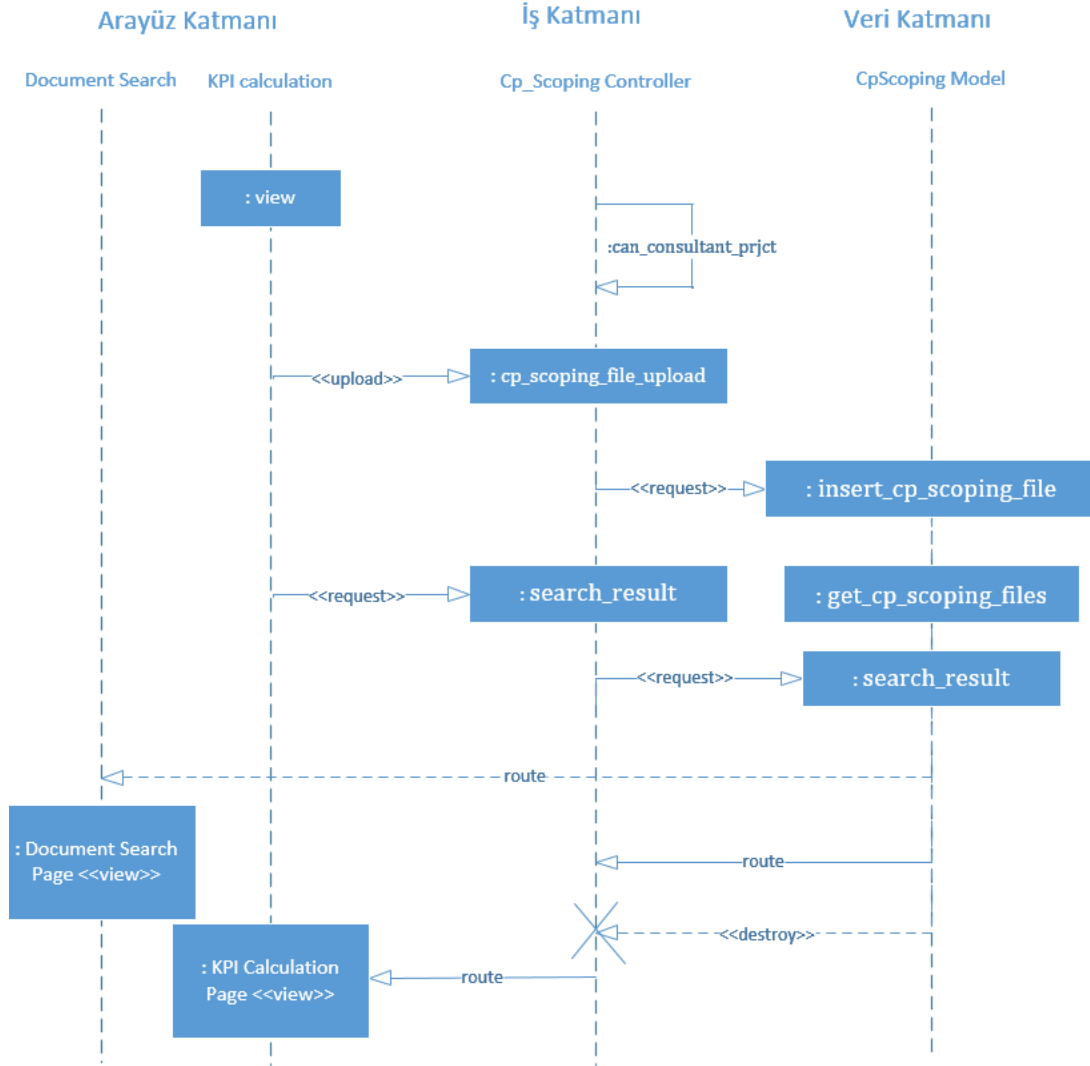 Arayüz Katmanı
İş Katmanı
Veri Katmanı
Document Search
KPI calculation
Cp_Scoping Controller
CpScoping Model
: view
:can_consultant_prjct
<<upload>>
: cp_scoping_file_upload
<<request>>
: insert_cp_scoping_file
<<request>>
: search_result
: get_cp_scoping_files
<<request>>
: search_result
route
: Document Search
Page <<view>>
route
<<destroy>>
: KPI Calculation
Page <<view>>
route